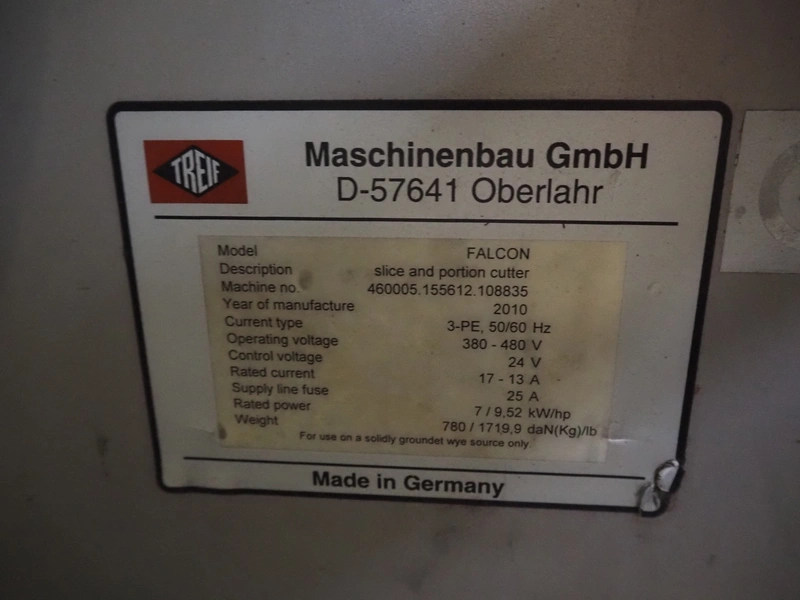 TREIF
Maschinenbau GmbH
D-57641 Oberlahr
Model FALCON
Description slice and portion cutter
Machine no. 460005.155612.108835
Year of manufacture 2010
Current type 3-PE, 50/60 Hz
Operating voltage 380 - 480 V
Control voltage 24 V
Rated current 17 - 13 A
Supply line fuse 25 A
Rated power 7 / 9,52 kW/hp
Weight 780 / 1719,9 daN(Kg)/lb
For use on a solidly groundet wye source only.
Made in Germany